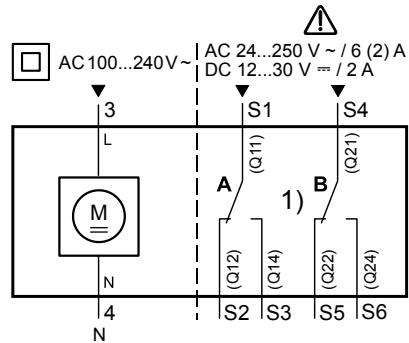 AC 100...240 V ~
AC 24...250 V ~ / 6 (2) A
DC 12...30 V ⎓ / 2 A
3 S1 S4
L (Q11) (Q21)
A 1) B
M
N (Q12) (Q14) (Q22) (Q24)
4 S2 S3 S5 S6
N